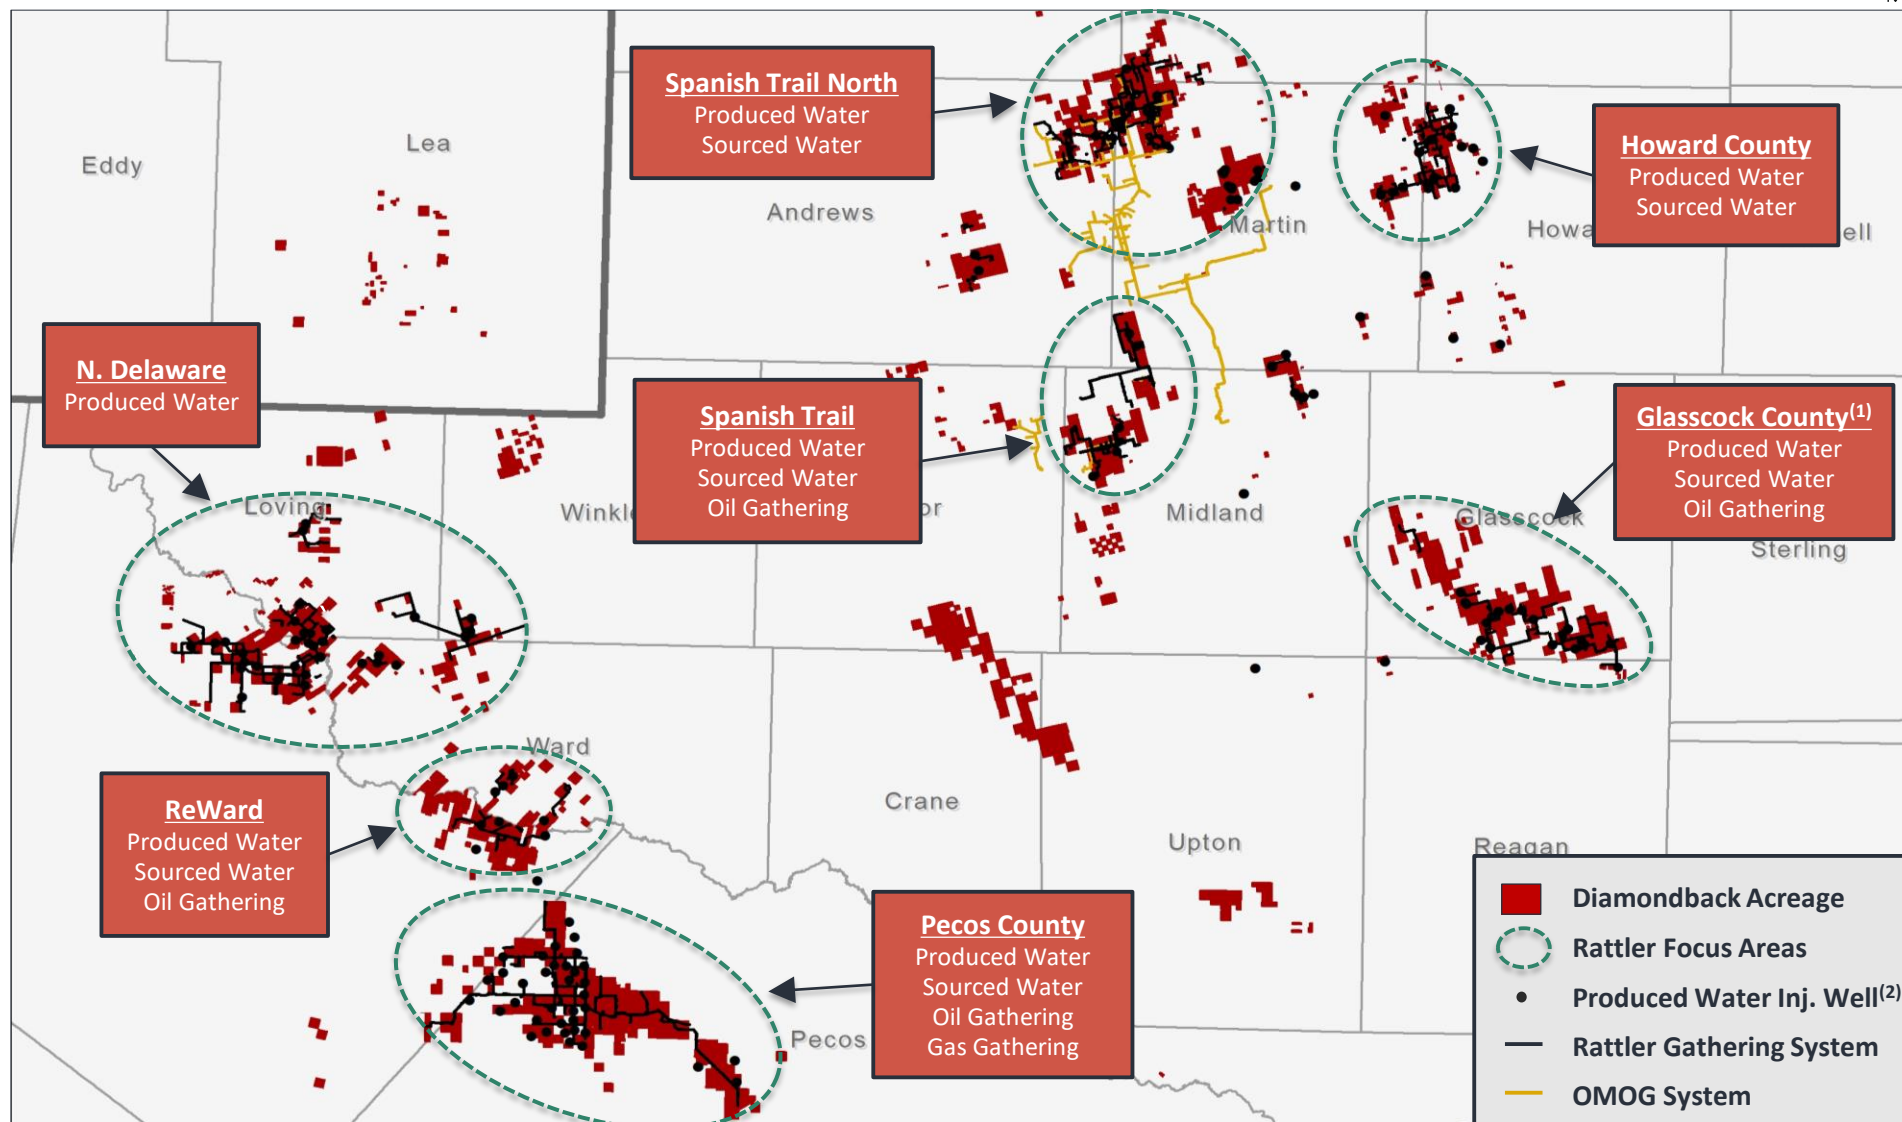 Spanish Trail North
Produced Water
Sourced Water
Howard County
Produced Water
Sourced Water
Eddy
Lea
Andrews
Martin
Howa
ell
N. Delaware
Produced Water
Spanish Trail
Produced Water
Sourced Water
Oil Gathering
Glasscock County(1)
Produced Water
Sourced Water
Oil Gathering
Loving
Winkl
or
Midland
Glasscock
Sterling
Ward
ReWard
Produced Water
Sourced Water
Oil Gathering
Crane
Upton
Reagan
Pecos County
Produced Water
Sourced Water
Oil Gathering
Gas Gathering
Pecos
Diamondback Acreage
Rattler Focus Areas
Produced Water Inj. Well(2)
Rattler Gathering System
OMOG System